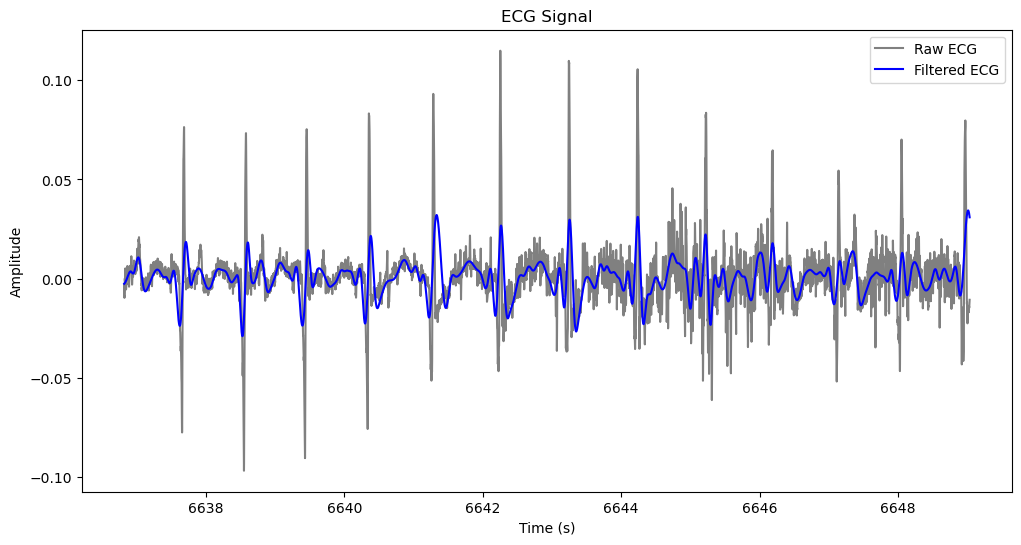 ECG Signal
Raw ECG
Filtered ECG
Amplitude
0.10
0.05
0.00
−0.05
−0.10
6638
6640
6642
6644
6646
6648
Time (s)